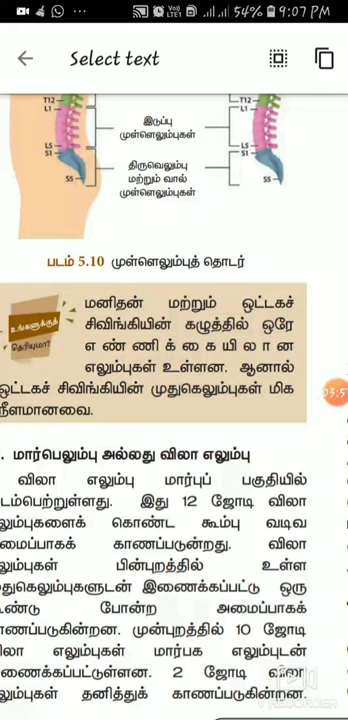 54% 9:07 PM
Select text
T12
L1
இடுப்பு
முள்ளெலும்புகள்
L5
S1
திருவெலும்பு
மற்றும் வால்
முள்ளெலும்புகள்
S5
T12
L1
L5
S1
S5
படம் 5.10 முள்ளெலும்புத் தொடர்
உங்களுக்குத்
தெரியுமா?
மனிதன் மற்றும் ஒட்டகச்
சிவிங்கியின் கழுத்தில் ஒரே
எ ண் ணி க் கை யி லா ன
எலும்புகள் உள்ளன. ஆனால்
ஒட்டகச் சிவிங்கியின் முதுகெலும்புகள் மிக
நீளமானவை.
03:5
. மார்பெலும்பு அல்லது விலா எலும்பு
விலா எலும்பு மார்புப் பகுதியில்
டம்பெற்றுள்ளது. இது 12 ஜோடி விலா
லும்புகளைக் கொண்ட கூம்பு வடிவ
மைப்பாகக் காணப்படுன்றது. விலா
லும்புகள் பின்புறத்தில் உள்ள
துகெலும்புகளுடன் இணைக்கப்பட்டு ஒரு
கூண்டு போன்ற அமைப்பாகக்
ாணப்படுகின்றன. முன்புறத்தில் 10 ஜோடி
லா எலும்புகள் மார்பக எலும்புடன்
ணைக்கப்பட்டுள்ளன. 2 ஜோடி விலா
லும்புகள் தனித்துக் காணப்படுகின்றன.
V RECORDER